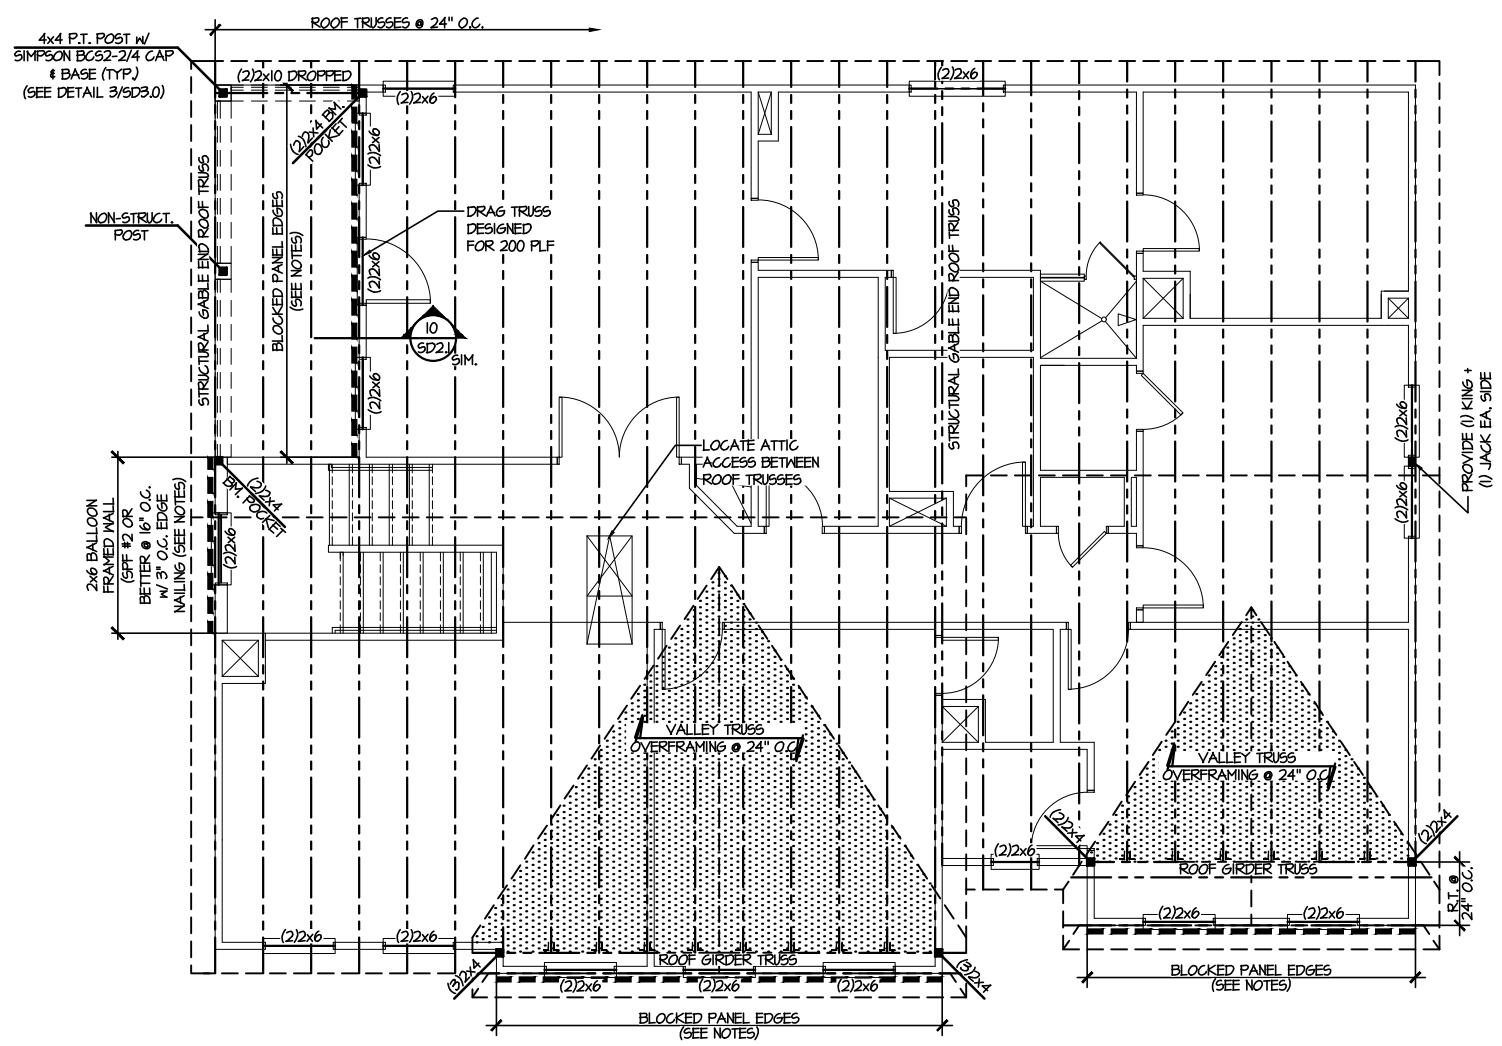 ROOF TRUSSES @ 24" O.C.
4x4 P.T. POST W/
SIMPSON BCS2-2/4 CAP
& BASE (TYP.)
(SEE DETAIL 3/SD3.0)
(2)2x10 DROPPED
(2)2x6
(2)2x6
(2)2x4 BM.
POCKET
(2)2x6
STRUCTURAL GABLE END ROOF TRUSS
NON-STRUCT.
POST
BLOCKED PANEL EDGES
(SEE NOTES)
DRAG TRUSS
DESIGNED
FOR 200 PLF
(2)2x6
10
SD2.1
SIM.
(2)2x6
STRUCTURAL GABLE END ROOF TRUSS
LOCATE ATTIC
ACCESS BETWEEN
ROOF TRUSSES
(2)2x6
(2)2x6
PROVIDE (1) KING +
(1) JACK EA. SIDE
2x6 BALLOON
FRAMED WALL
(SPF #2 OR
BETTER @ 16" O.C.
W/ 3" O.C. EDGE
NAILING (SEE NOTES)
(2)2x4
BM. POCKET
(2)2x6
VALLEY TRUSS
OVERFRAMING @ 24" O.C.
VALLEY TRUSS
OVERFRAMING @ 24" O.C.
(2)2x4
(2)2x4
(2)2x6
ROOF GIRDER TRUSS
R.T. @
24" O.C.
(2)2x6
(2)2x6
(2)2x6
(2)2x6
ROOF GIRDER TRUSS
(3)2x4
(3)2x4
(2)2x6
(2)2x6
(2)2x6
BLOCKED PANEL EDGES
(SEE NOTES)
BLOCKED PANEL EDGES
(SEE NOTES)